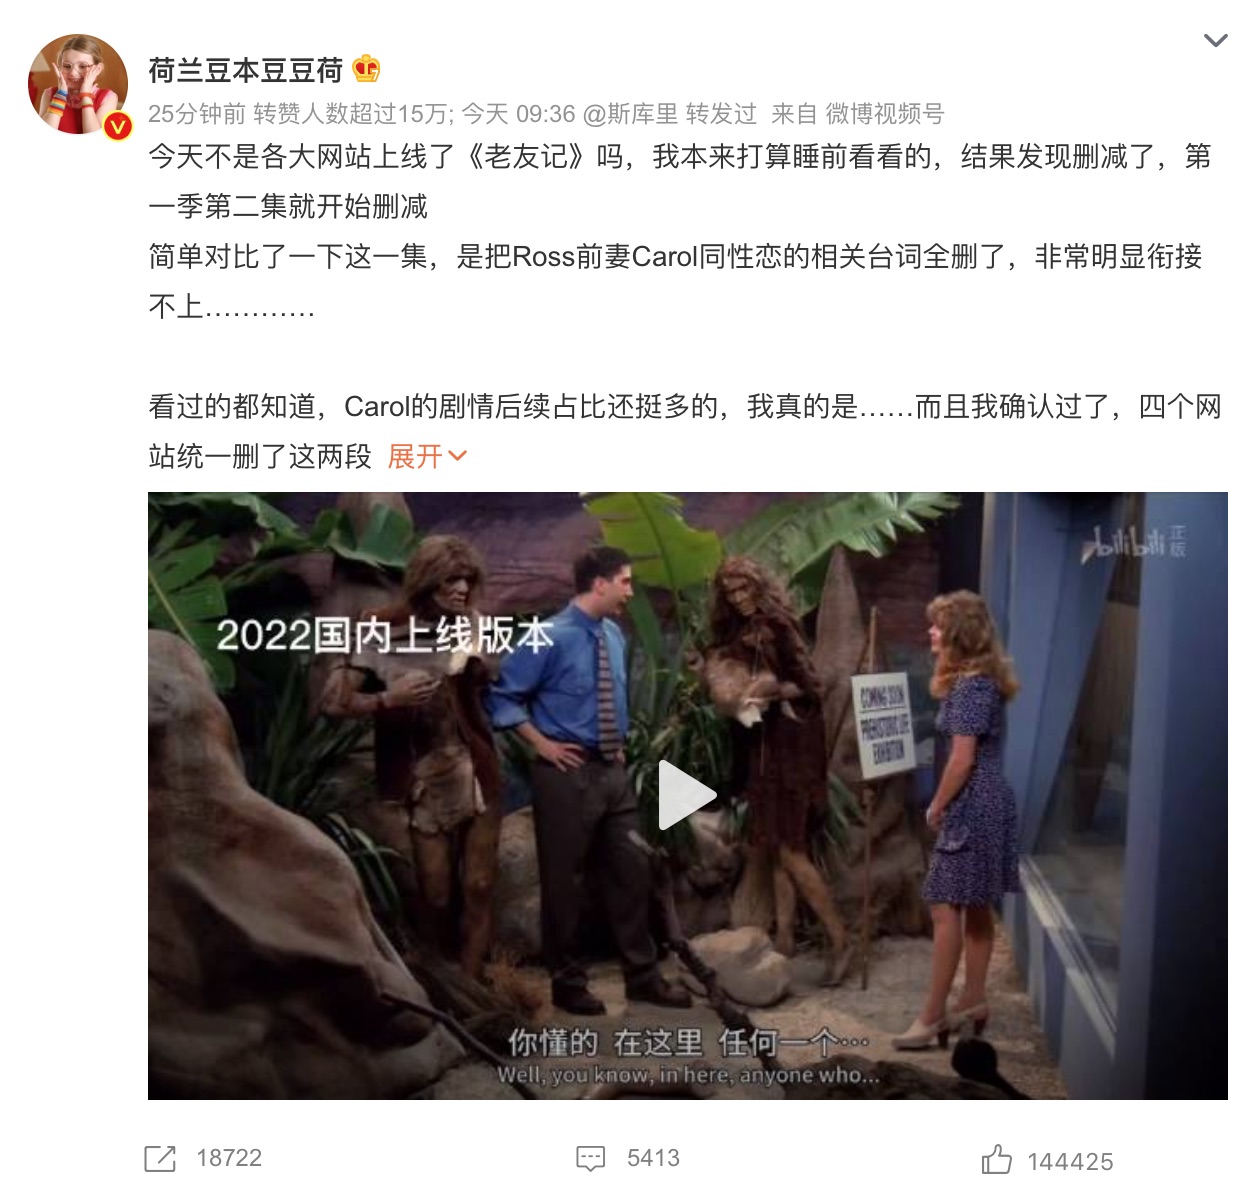 荷兰豆本豆豆荷
25分钟前 转赞人数超过15万; 今天 09:36 @斯库里 转发过 来自 微博视频号
今天不是各大网站上线了《老友记》吗，我本来打算睡前看看的，结果发现删减了，第
一季第二集就开始删减
简单对比了一下这一集，是把Ross前妻Carol同性恋的相关台词全删了，非常明显衔接
不上…………
看过的都知道，Carol的剧情后续占比还挺多的，我真的是……而且我确认过了，四个网
站统一删了这两段 展开
bilibili 正版
2022国内上线版本
COMING SOON
PREHISTORIC LIFE
EXHIBITION
你懂的 在这里 任何一个…
Well, you know, in here, anyone who...
18722 5413 144425